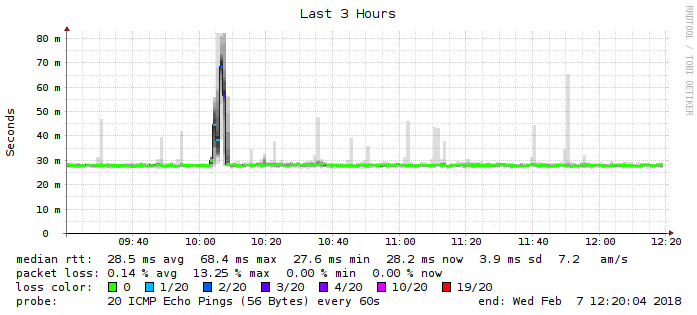 Last 3 Hours
RRDTOOL / TOBI OETIKER
Seconds
80 m
70 m
60 m
50 m
40 m
30 m
20 m
10 m
0
09:40 10:00 10:20 10:40 11:00 11:20 11:40 12:00 12:20
median rtt: 28.5 ms avg 68.4 ms max 27.6 ms min 28.2 ms now 3.9 ms sd 7.2 am/s
packet loss: 0.14 % avg 13.25 % max 0.00 % min 0.00 % now
loss color: 0 1/20 2/20 3/20 4/20 10/20 19/20
probe: 20 ICMP Echo Pings (56 Bytes) every 60s end: Wed Feb 7 12:20:04 2018